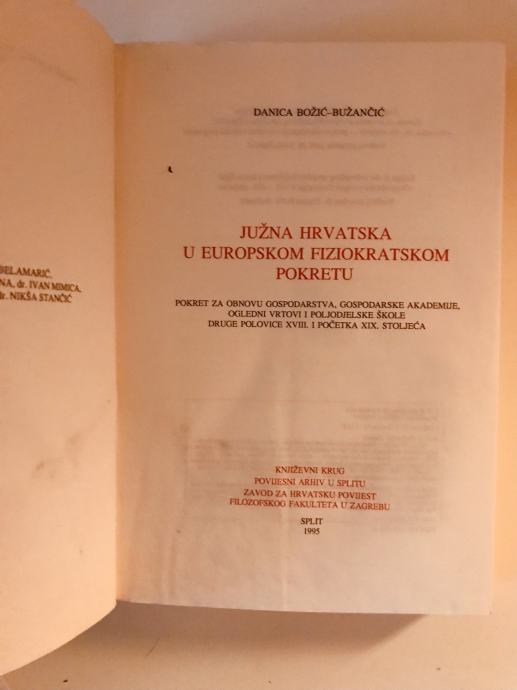 BELAMARIĆ,
NA, dr. IVAN MIMICA,
dr. NIKŠA STANČIĆ
DANICA BOŽIĆ–BUŽANČIĆ
JUŽNA HRVATSKA
U EUROPSKOM FIZIOKRATSKOM
POKRETU
POKRET ZA OBNOVU GOSPODARSTVA, GOSPODARSKE AKADEMIJE,
OGLEDNI VRTOVI I POLJODJELSKE ŠKOLE
DRUGE POLOVICE XVIII. I POČETKA XIX. STOLJEĆA
KNJIŽEVNI KRUG
POVIJESNI ARHIV U SPLITU
ZAVOD ZA HRVATSKU POVIJEST
FILOZOFSKOG FAKULTETA U ZAGREBU
SPLIT
1995